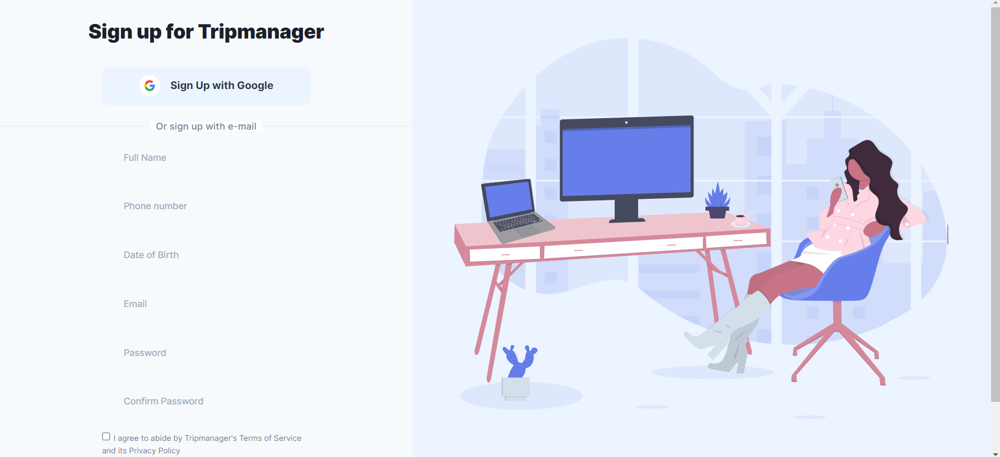 Sign up for Tripmanager
Sign Up with Google
Or sign up with e-mail
Full Name
Phone number
Date of Birth
Email
Password
Confirm Password
I agree to abide by Tripmanager's Terms of Service
and its Privacy Policy